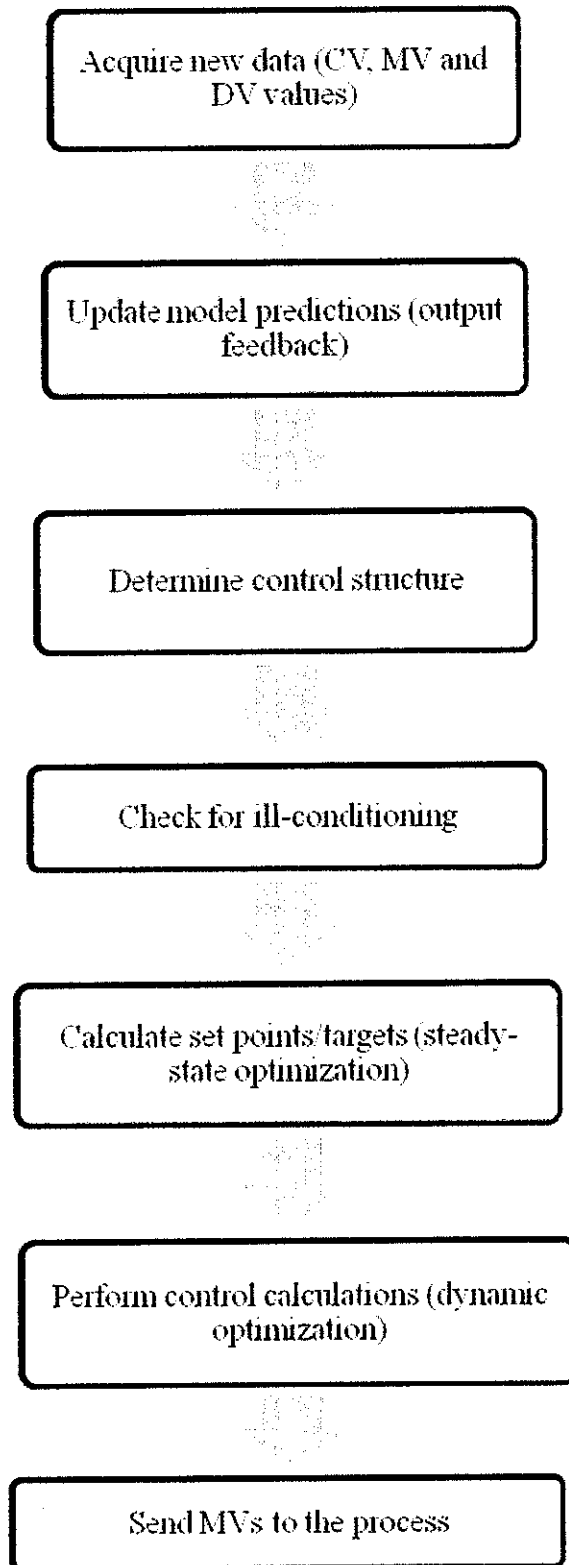 Acquire new data (CV, MV and
DV values)
Update model predictions (output
feedback)
Determine control structure
Check for ill-conditioning
Calculate set points/targets (steady-
state optimization)
Perform control calculations (dynamic
optimization)
Send MVs to the process